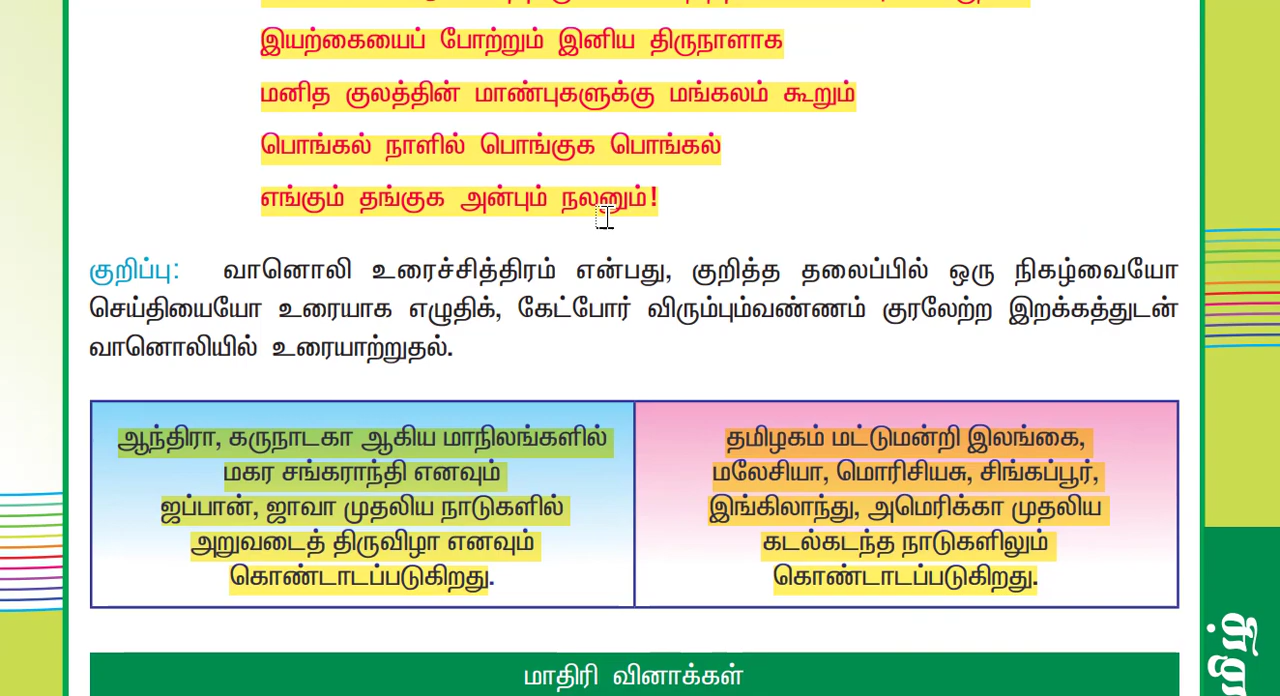 இயற்கையைப் போற்றும் இனிய திருநாளாக
மனித குலத்தின் மாண்புகளுக்கு மங்கலம் கூறும்
பொங்கல் நாளில் பொங்குக பொங்கல்
எங்கும் தங்குக அன்பும் நலனும்!
குறிப்பு: வானொலி உரைச்சித்திரம் என்பது, குறித்த தலைப்பில் ஒரு நிகழ்வையோ
செய்தியையோ உரையாக எழுதிக், கேட்போர் விரும்பும்வண்ணம் குரலேற்ற இறக்கத்துடன்
வானொலியில் உரையாற்றுதல்.
ஆந்திரா, கருநாடகா ஆகிய மாநிலங்களில்
மகர சங்கராந்தி எனவும்
ஜப்பான், ஜாவா முதலிய நாடுகளில்
அறுவடைத் திருவிழா எனவும்
கொண்டாடப்படுகிறது.
தமிழகம் மட்டுமன்றி இலங்கை,
மலேசியா, மொரிசியசு, சிங்கப்பூர்,
இங்கிலாந்து, அமெரிக்கா முதலிய
கடல்கடந்த நாடுகளிலும்
கொண்டாடப்படுகிறது.
மாதிரி வினாக்கள்